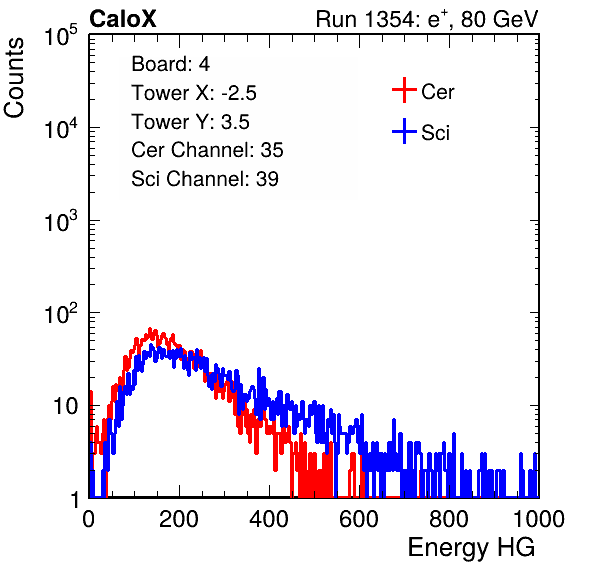 CaloX Run 1354: e⁺, 80 GeV
Counts
Board: 4
Tower X: -2.5
Tower Y: 3.5
Cer Channel: 35
Sci Channel: 39
Cer
Sci
10⁵
10⁴
10³
10²
10
1
0 200 400 600 800 1000
Energy HG